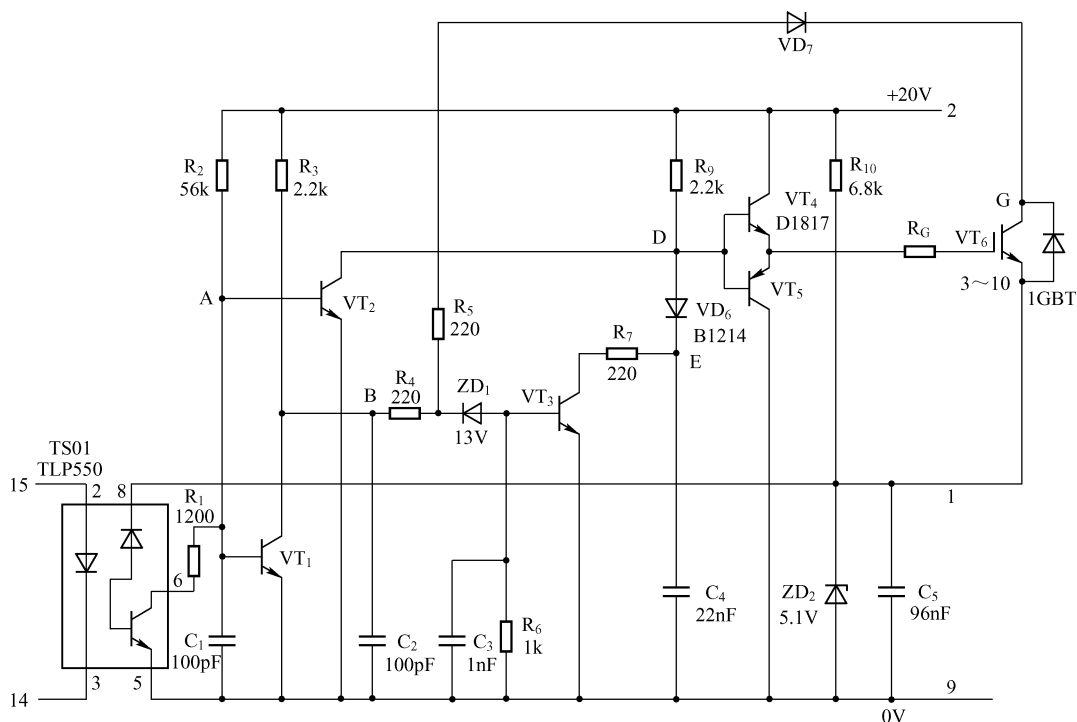 VD₇
+20V
2
R₂
56k
R₃
2.2k
R₉
2.2k
R₁₀
6.8k
G
VT₄
D1817
R_G
VT₆
D
A
VT₂
VT₅
3～10
1GBT
R₅
220
VD₆
B1214
R₇
220
E
B
R₄
220
ZD₁
13V
VT₃
TS01
TLP550
15
2
8
R₁
1200
1
VT₁
6
C₁
100pF
C₂
100pF
C₃
1nF
R₆
1k
C₄
22nF
ZD₂
5.1V
C₅
96nF
14
3
5
9
0V